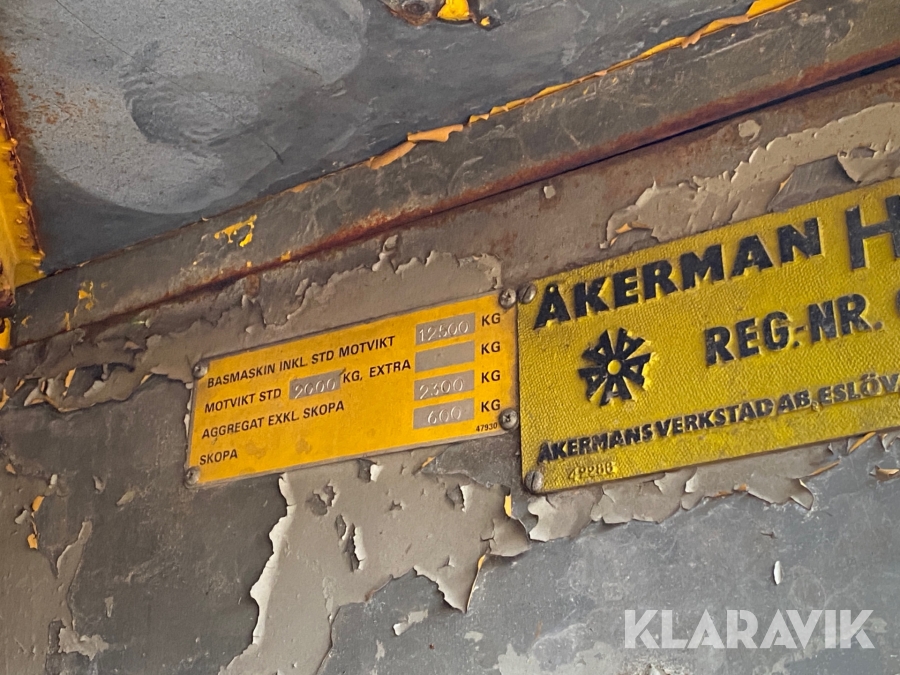 BASMASKIN INKL. STD MOTVIKT 12500 KG
MOTVIKT STD 2000 KG, EXTRA KG
AGGREGAT EXKL. SKOPA 2300 KG
SKOPA 600 KG
47930
ÅKERMAN H
REG.-NR.
ÅKERMANS VERKSTAD AB, ESLÖV
KLARAVIK